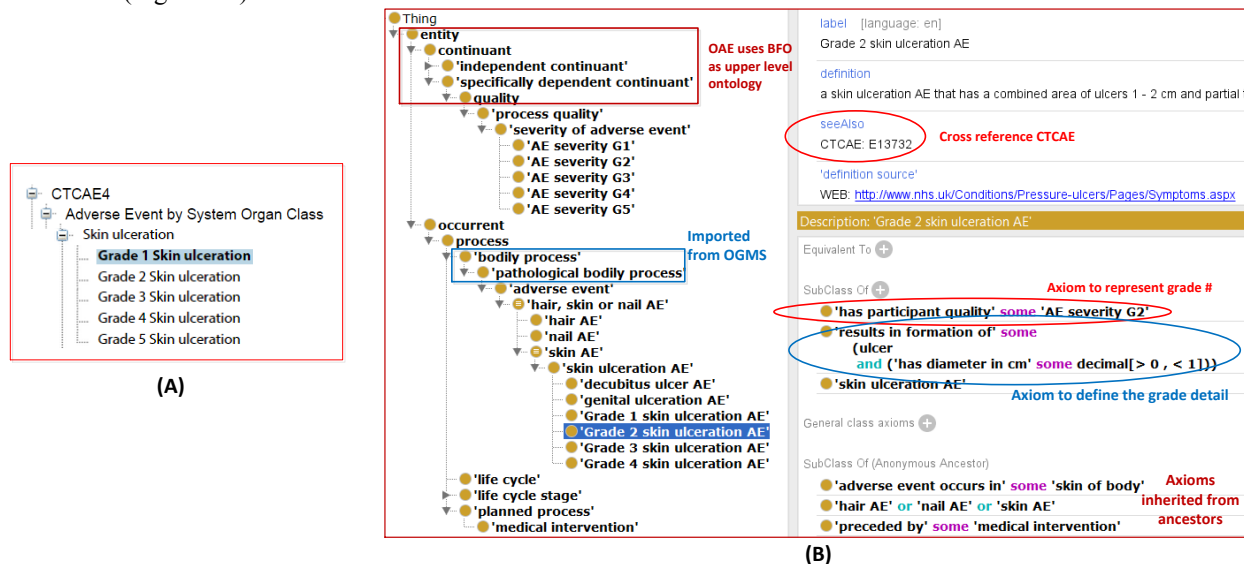 CTCAE4
Adverse Event by System Organ Class
Skin ulceration
Grade 1 Skin ulceration
Grade 2 Skin ulceration
Grade 3 Skin ulceration
Grade 4 Skin ulceration
Grade 5 Skin ulceration
(A)
Thing
entity
continuant
'independent continuant'
'specifically dependent continuant'
quality
'process quality'
'severity of adverse event'
'AE severity G1'
'AE severity G2'
'AE severity G3'
'AE severity G4'
'AE severity G5'
occurrent
process
'bodily process'
'pathological bodily process'
'adverse event'
'hair, skin or nail AE'
'hair AE'
'nail AE'
'skin AE'
'skin ulceration AE'
'decubitus ulcer AE'
'genital ulceration AE'
'Grade 1 skin ulceration AE'
'Grade 2 skin ulceration AE'
'Grade 3 skin ulceration AE'
'Grade 4 skin ulceration AE'
'life cycle'
'life cycle stage'
'planned process'
'medical intervention'
OAE uses BFO
as upper level
ontology
Imported
from OGMS
label [language: en]
Grade 2 skin ulceration AE
definition
a skin ulceration AE that has a combined area of ulcers 1 - 2 cm and partial
seeAlso
CTCAE: E13732
Cross reference CTCAE
'definition source'
WEB: http://www.nhs.uk/Conditions/Pressure-ulcers/Pages/Symptoms.aspx
Description: 'Grade 2 skin ulceration AE'
Equivalent To
SubClass Of
Axiom to represent grade #
'has participant quality' some 'AE severity G2'
'results in formation of' some
(ulcer
and ('has diameter in cm' some decimal[> 0 , < 1]))
'skin ulceration AE'
Axiom to define the grade detail
General class axioms
SubClass Of (Anonymous Ancestor)
'adverse event occurs in' some 'skin of body'
'hair AE' or 'nail AE' or 'skin AE'
'preceded by' some 'medical intervention'
Axioms
inherited from
ancestors
(B)